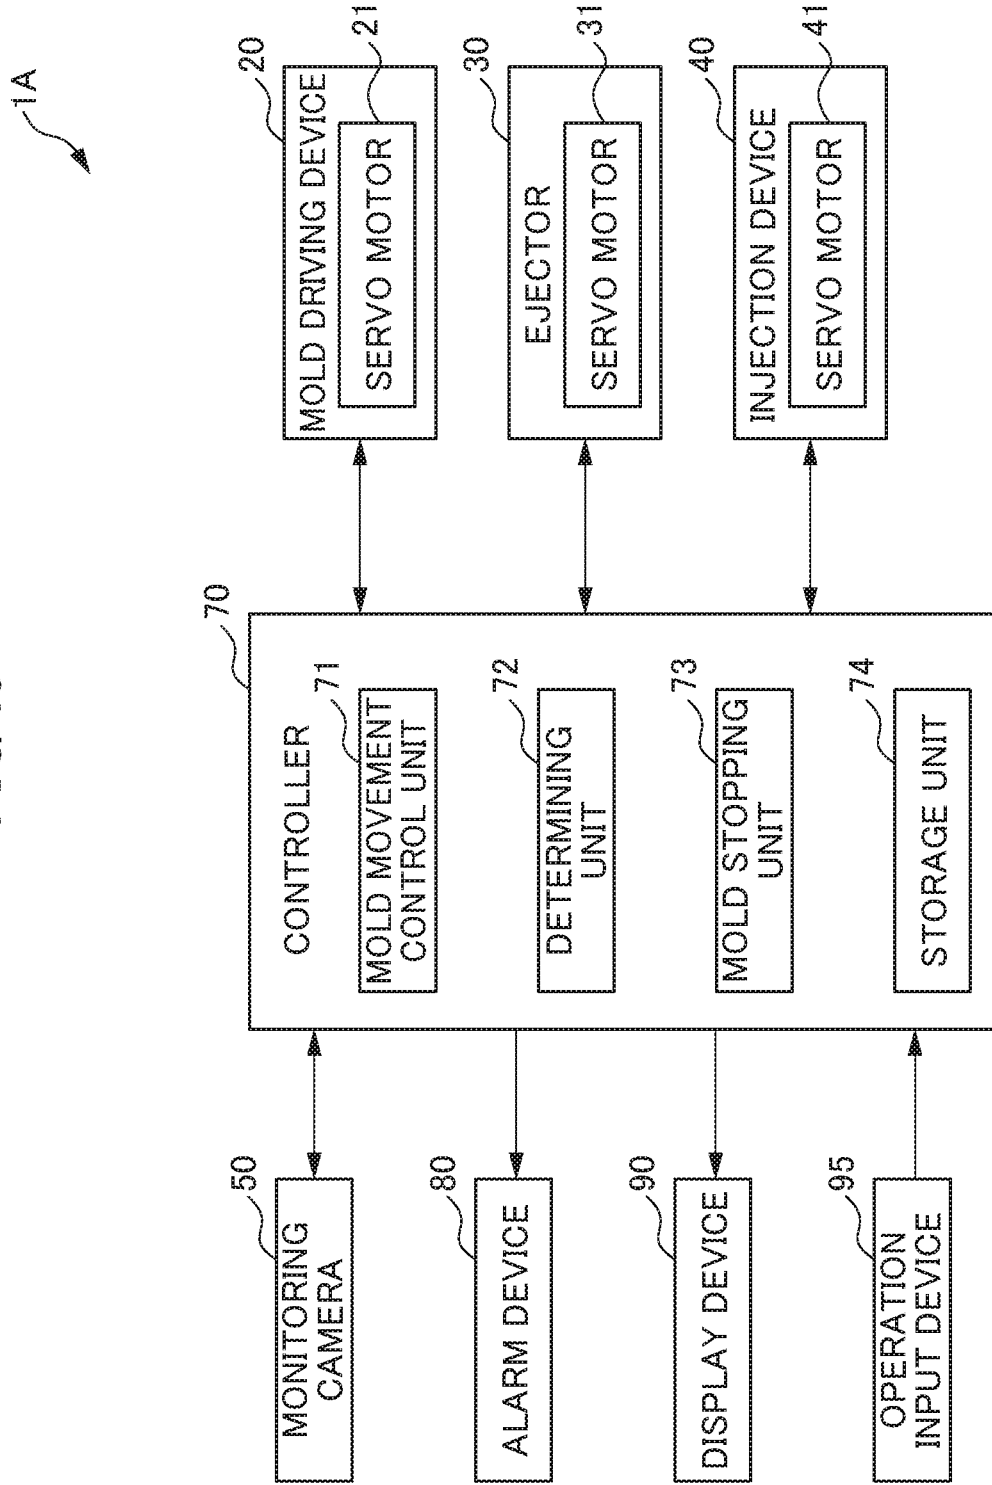 1A
50
MONITORING
CAMERA
80
ALARM DEVICE
90
DISPLAY DEVICE
95
OPERATION
INPUT DEVICE
70
CONTROLLER
71
MOLD MOVEMENT
CONTROL UNIT
72
DETERMINING
UNIT
73
MOLD STOPPING
UNIT
74
STORAGE UNIT
20
MOLD DRIVING DEVICE
21
SERVO MOTOR
30
EJECTOR
31
SERVO MOTOR
40
INJECTION DEVICE
41
SERVO MOTOR